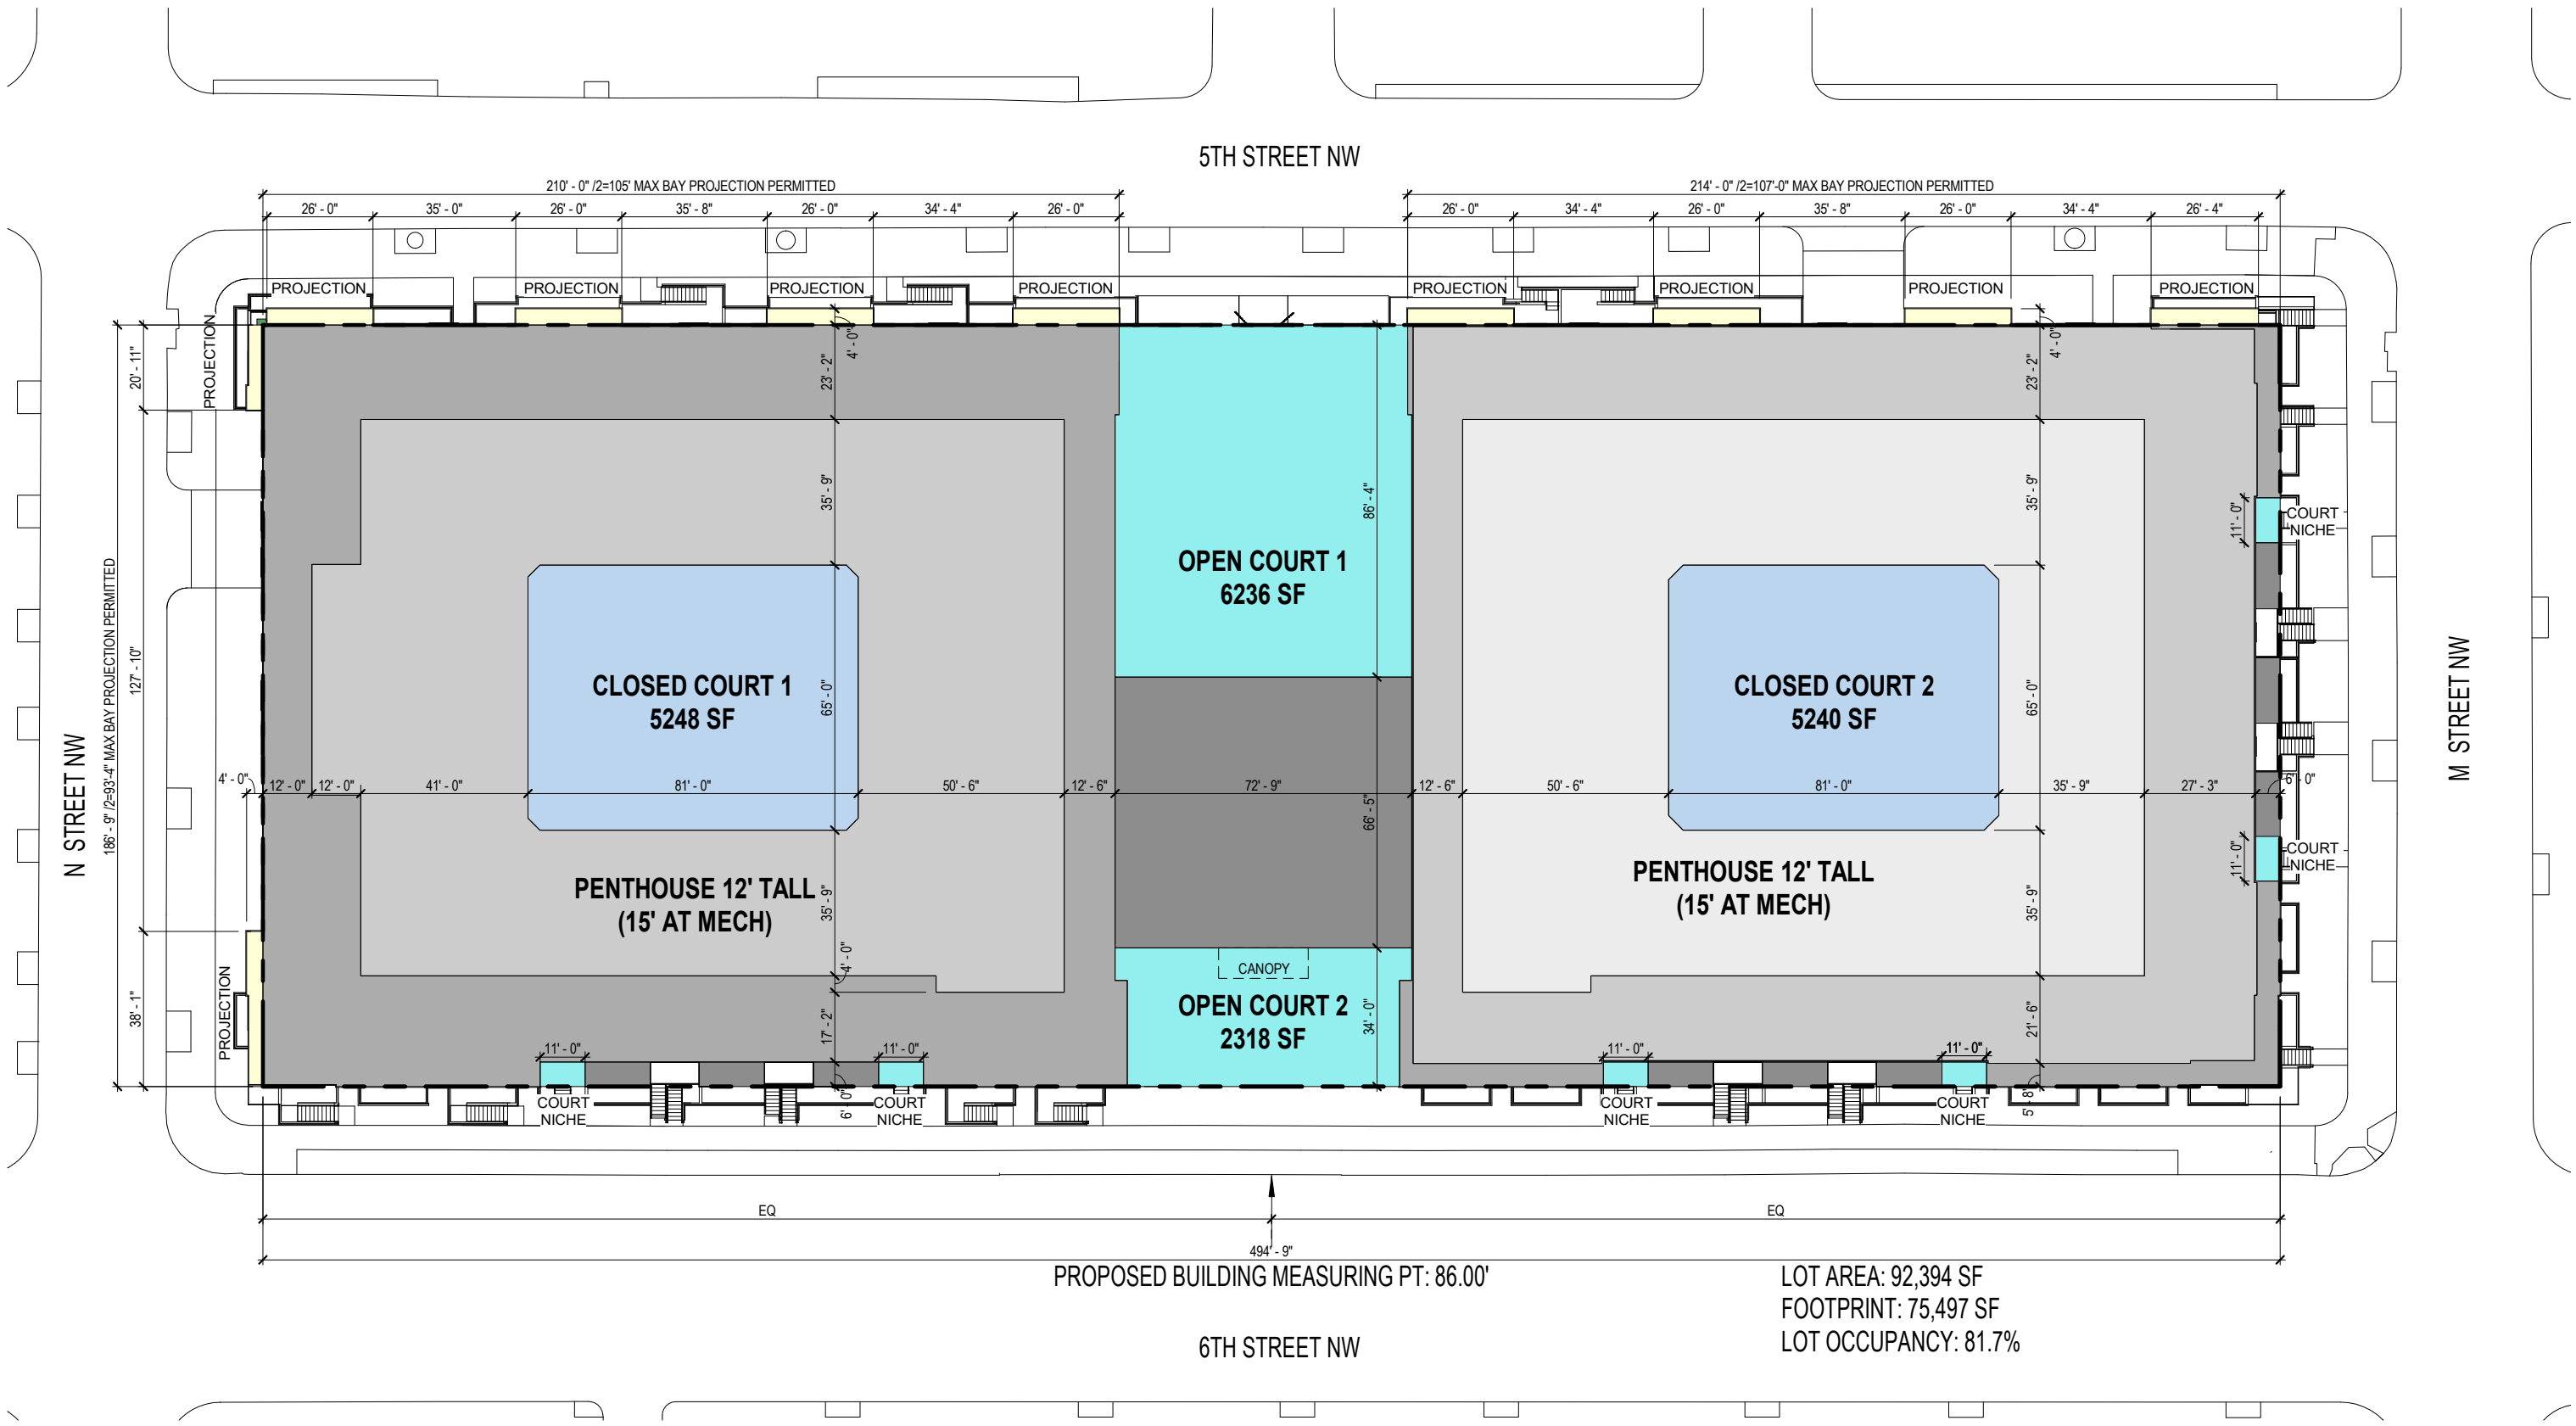 5TH STREET NW
210' - 0" /2=105' MAX BAY PROJECTION PERMITTED
214' - 0" /2=107'-0" MAX BAY PROJECTION PERMITTED
26' - 0"
35' - 0"
26' - 0"
35' - 8"
26' - 0"
34' - 4"
26' - 0"
26' - 0"
34' - 4"
26' - 0"
35' - 8"
26' - 0"
34' - 4"
26' - 4"
PROJECTION
PROJECTION
PROJECTION
PROJECTION
PROJECTION
PROJECTION
PROJECTION
PROJECTION
PROJECTION
20' - 11"
4' - 0"
23' - 2"
4' - 0"
23' - 2"
35' - 9"
86' - 4"
35' - 9"
11' - 0"
COURT
NICHE
OPEN COURT 1
6236 SF
N STREET NW
186' - 9" /2=93'-4" MAX BAY PROJECTION PERMITTED
127' - 10"
CLOSED COURT 1
5248 SF
65' - 0"
CLOSED COURT 2
5240 SF
65' - 0"
M STREET NW
4' - 0"
12' - 0"
12' - 0"
41' - 0"
81' - 0"
50' - 6"
12' - 6"
72' - 9"
12' - 6"
50' - 6"
81' - 0"
35' - 9"
27' - 3"
6' - 0"
66' - 5"
11' - 0"
COURT
NICHE
PENTHOUSE 12' TALL
(15' AT MECH)
35' - 9"
PENTHOUSE 12' TALL
(15' AT MECH)
35' - 9"
4' - 0"
CANOPY
OPEN COURT 2
2318 SF
34' - 0"
38' - 1"
PROJECTION
17' - 2"
21' - 6"
11' - 0"
11' - 0"
11' - 0"
11' - 0"
6' - 0"
5' - 8"
COURT
NICHE
COURT
NICHE
COURT
NICHE
COURT
NICHE
EQ
EQ
494' - 9"
PROPOSED BUILDING MEASURING PT: 86.00'
LOT AREA: 92,394 SF
FOOTPRINT: 75,497 SF
LOT OCCUPANCY: 81.7%
6TH STREET NW